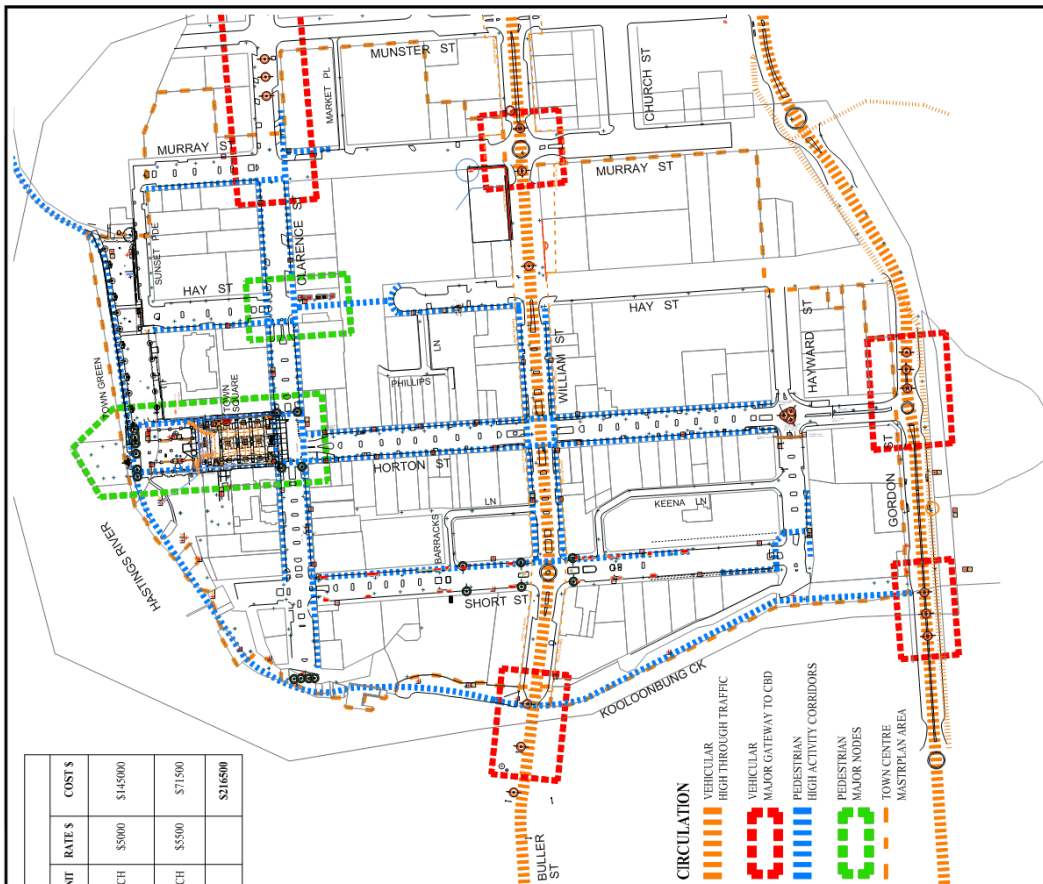 MUNSTER ST
MARKET PL
CHURCH ST
MURRAY ST
MURRAY ST
SUNSET PDE
CLARENCE ST
HAY ST
HAY ST
HAYWARD ST
TOWN GREEN
TOWN
SQUARE
PHILLIPS LN
WILLIAM ST
HORTON ST
GORDON ST
HASTINGS RIVER
BARRACKS LN
KEENA LN
SHORT ST
KOOLOONBUNG CK
BULLER
ST
NIT RATE $ COST $
CH $5000 $145000
CH $5500 $71500
$216500
CIRCULATION
VEHICULAR
HIGH THROUGH TRAFFIC
VEHICULAR
MAJOR GATEWAY TO CBD
PEDESTRIAN
HIGH ACTIVITY CORRIDORS
PEDESTRIAN
MAJOR NODES
TOWN CENTRE
MASTRPLAN AREA